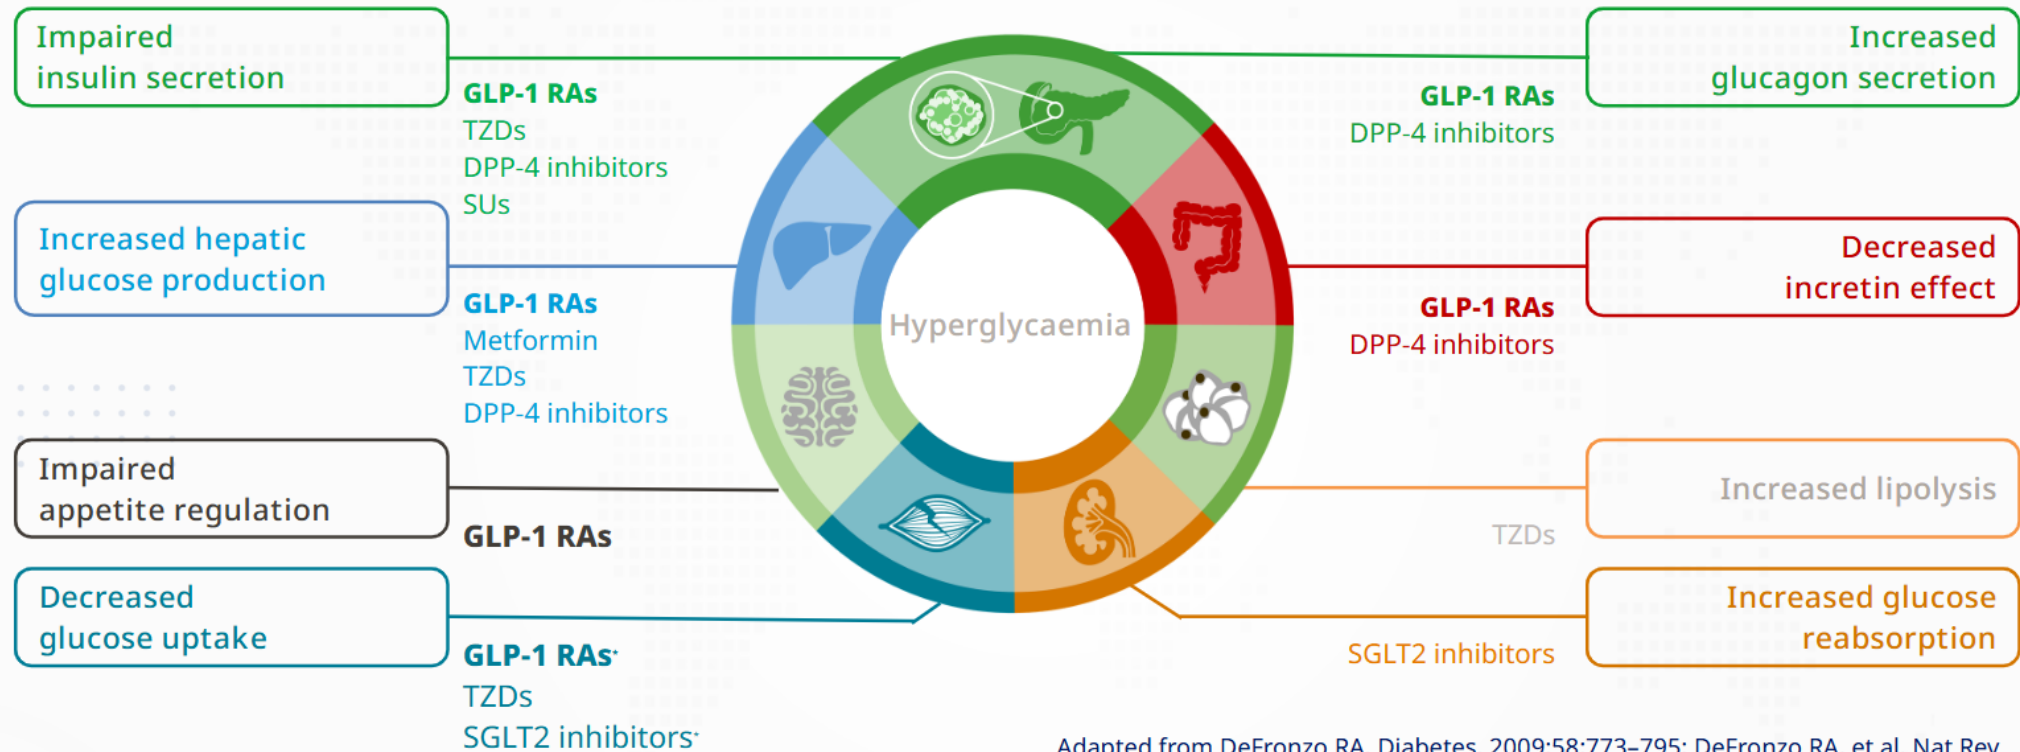 Impaired
insulin secretion
GLP-1 RAs
TZDs
DPP-4 inhibitors
SUs
Increased hepatic
glucose production
GLP-1 RAs
Metformin
TZDs
DPP-4 inhibitors
Impaired
appetite regulation
GLP-1 RAs
Decreased
glucose uptake
GLP-1 RAs*
TZDs
SGLT2 inhibitors*
Hyperglycaemia
Increased
glucagon secretion
GLP-1 RAs
DPP-4 inhibitors
Decreased
incretin effect
GLP-1 RAs
DPP-4 inhibitors
Increased lipolysis
TZDs
Increased glucose
reabsorption
SGLT2 inhibitors
Adapted from DeFronzo RA. Diabetes. 2009;58:773–795; DeFronzo RA, et al. Nat Rev